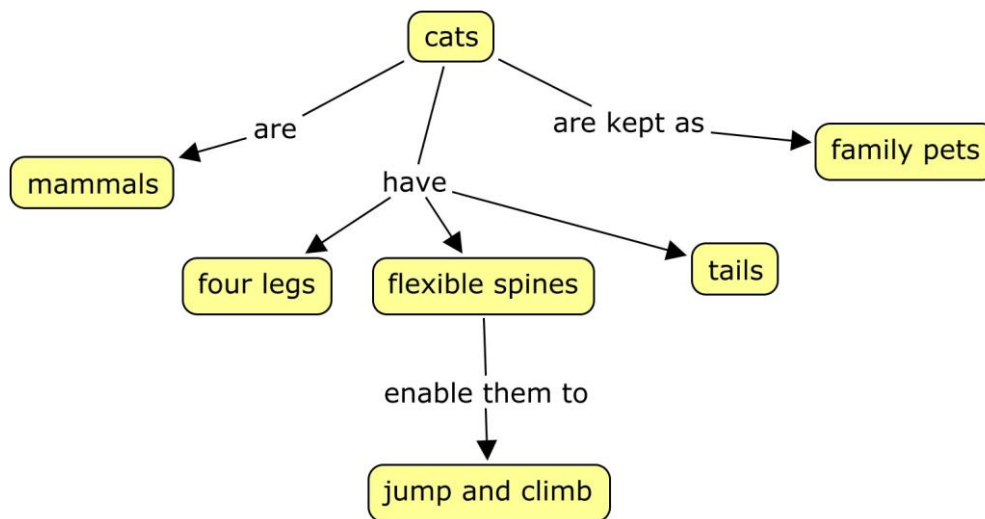 cats
are
are kept as
family pets
mammals
have
four legs
flexible spines
tails
enable them to
jump and climb